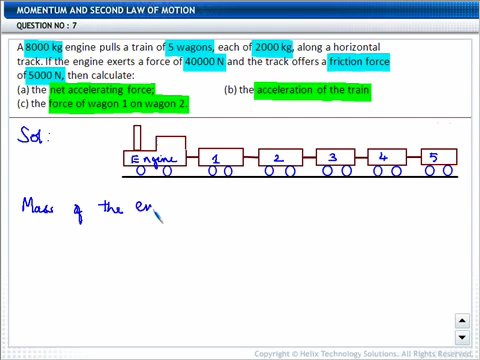 MOMENTUM AND SECOND LAW OF MOTION
QUESTION NO : 7
A 8000 kg engine pulls a train of 5 wagons, each of 2000 kg, along a horizontal
track. If the engine exerts a force of 40000 N and the track offers a friction force
of 5000 N, then calculate:
(a) the net accelerating force; (b) the acceleration of the train
(c) the force of wagon 1 on wagon 2.
Sol:
Engine 1 2 3 4 5
Mass of the en
Copyright © Helix Technology Solutions. All Rights Reserved.